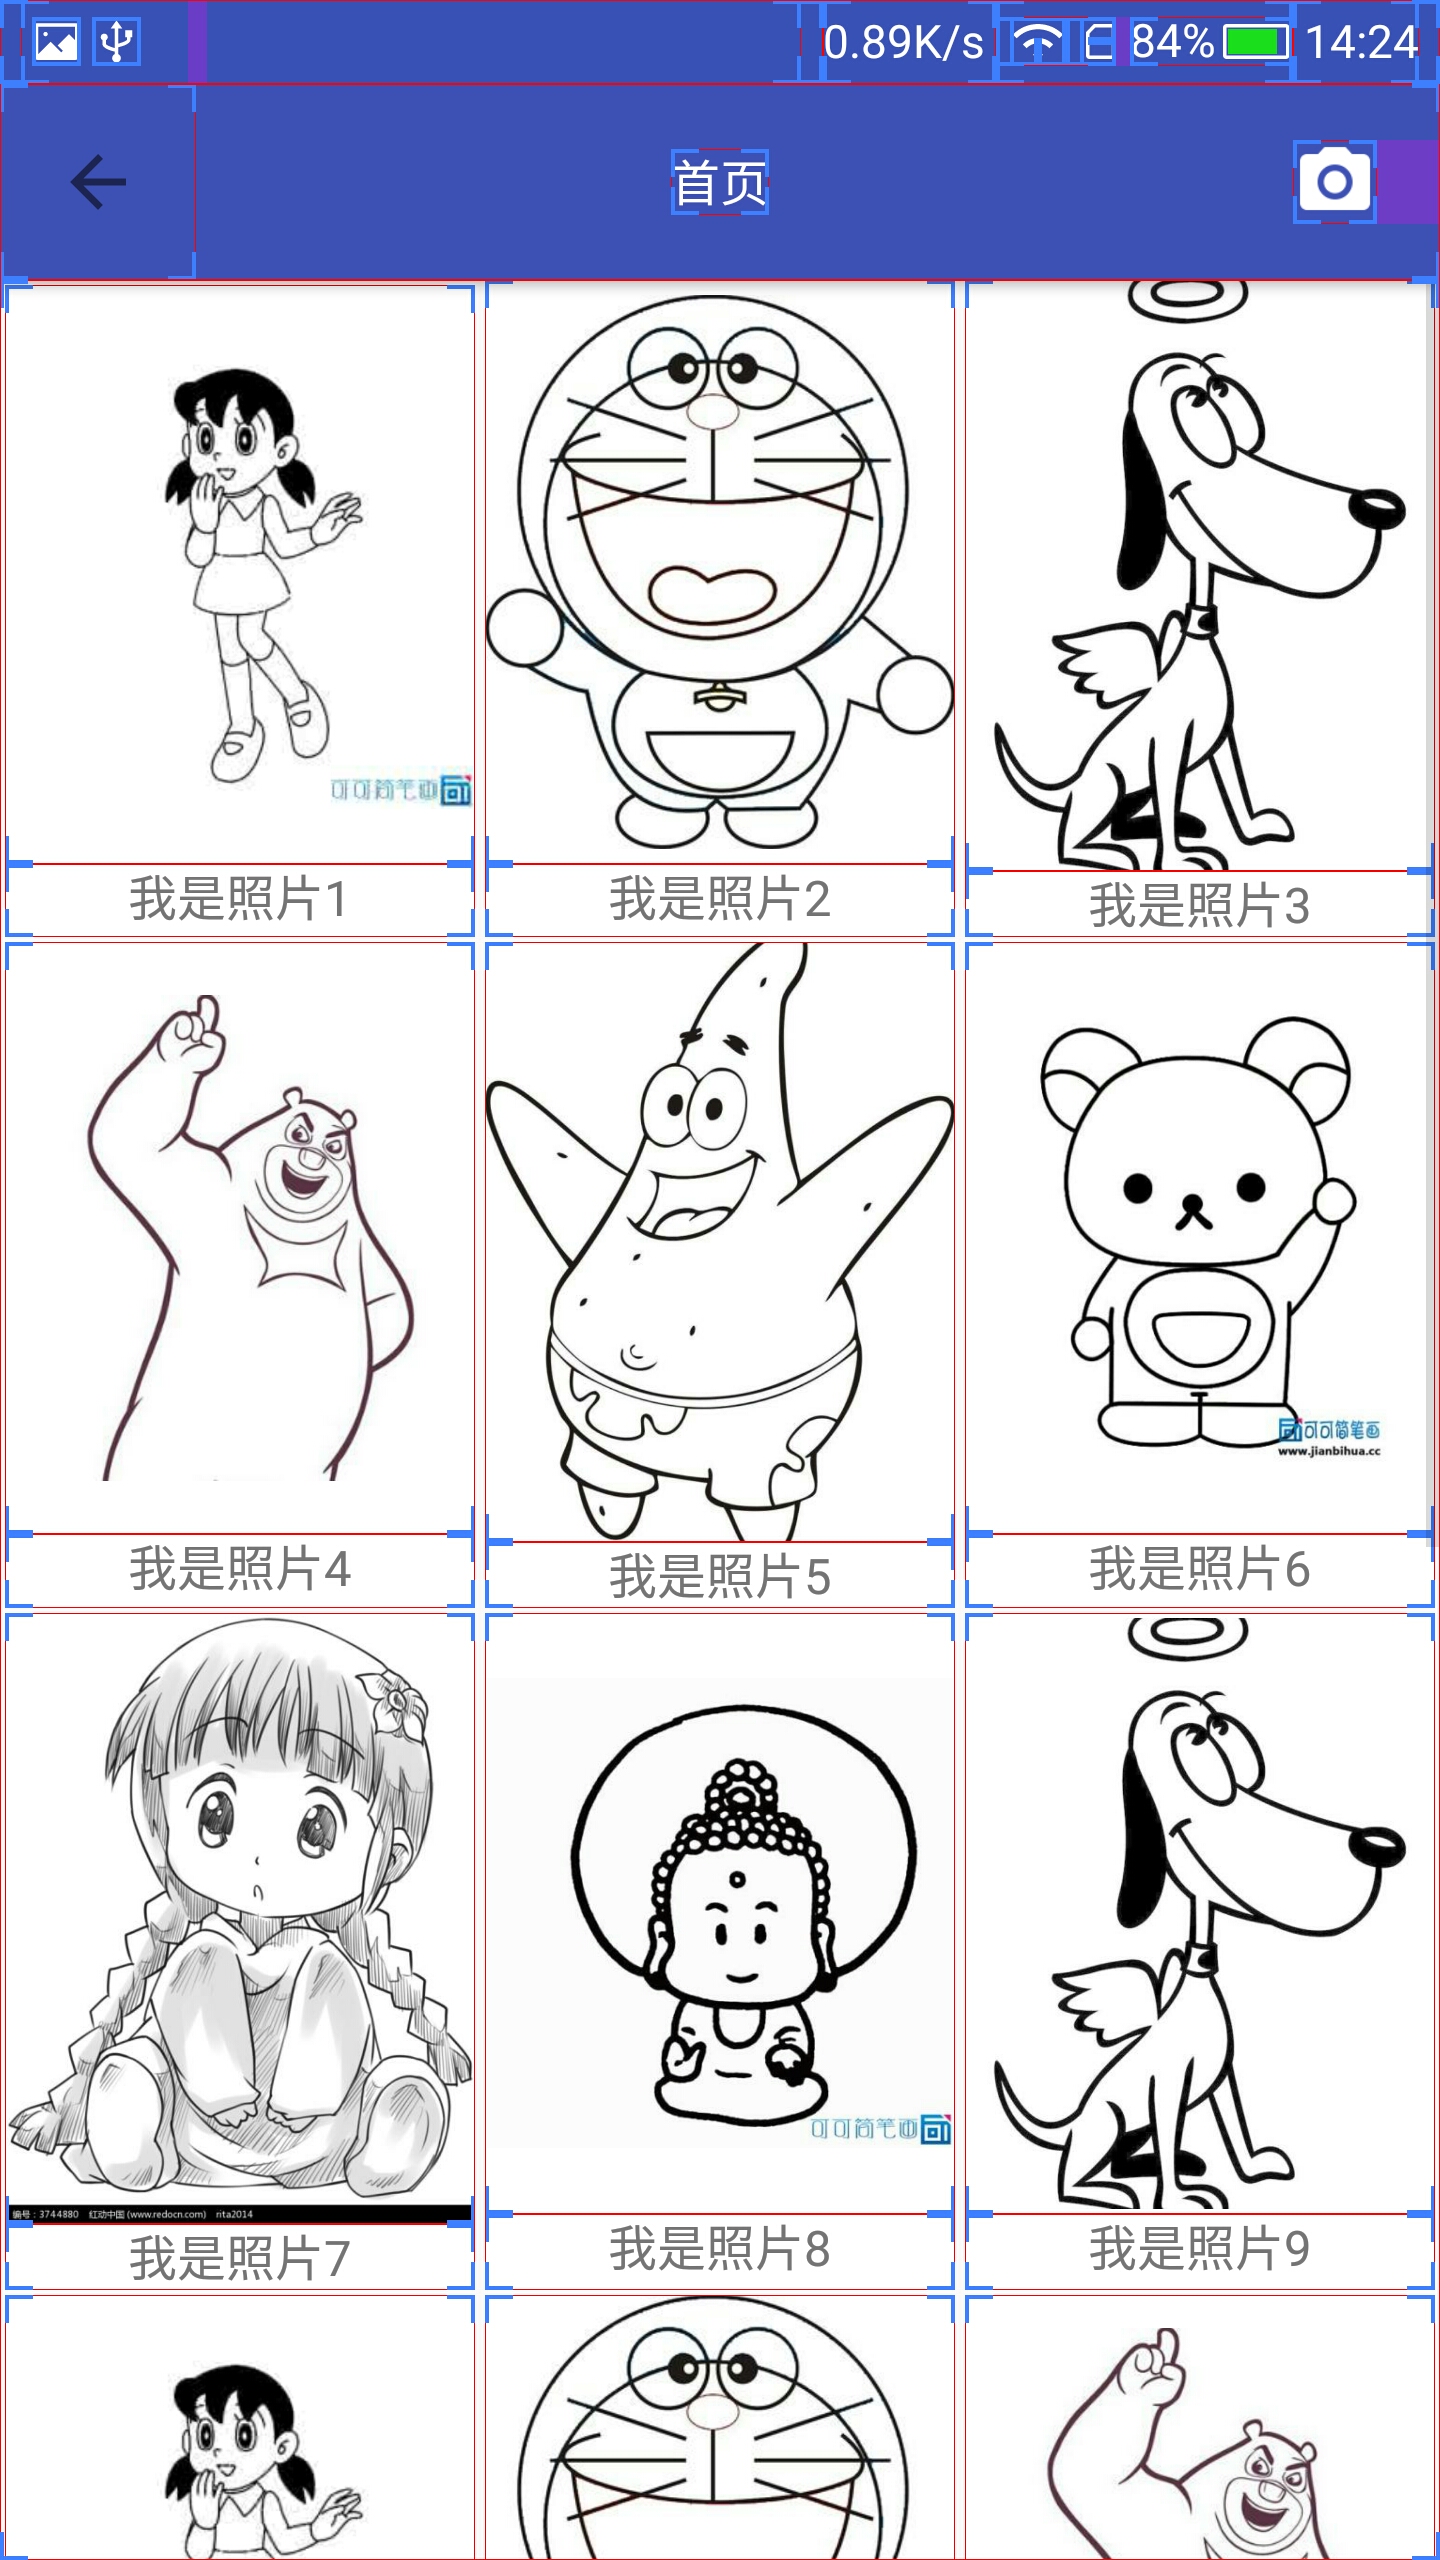 0.89K/s 84% 14:24
首页
可可简笔画
我是照片1 我是照片2 我是照片3
可可简笔画
www.jianbihua.cc
我是照片4 我是照片5 我是照片6
可可简笔画
编号：3744880 红动中国 (www.redocn.com) rita2014
我是照片7 我是照片8 我是照片9